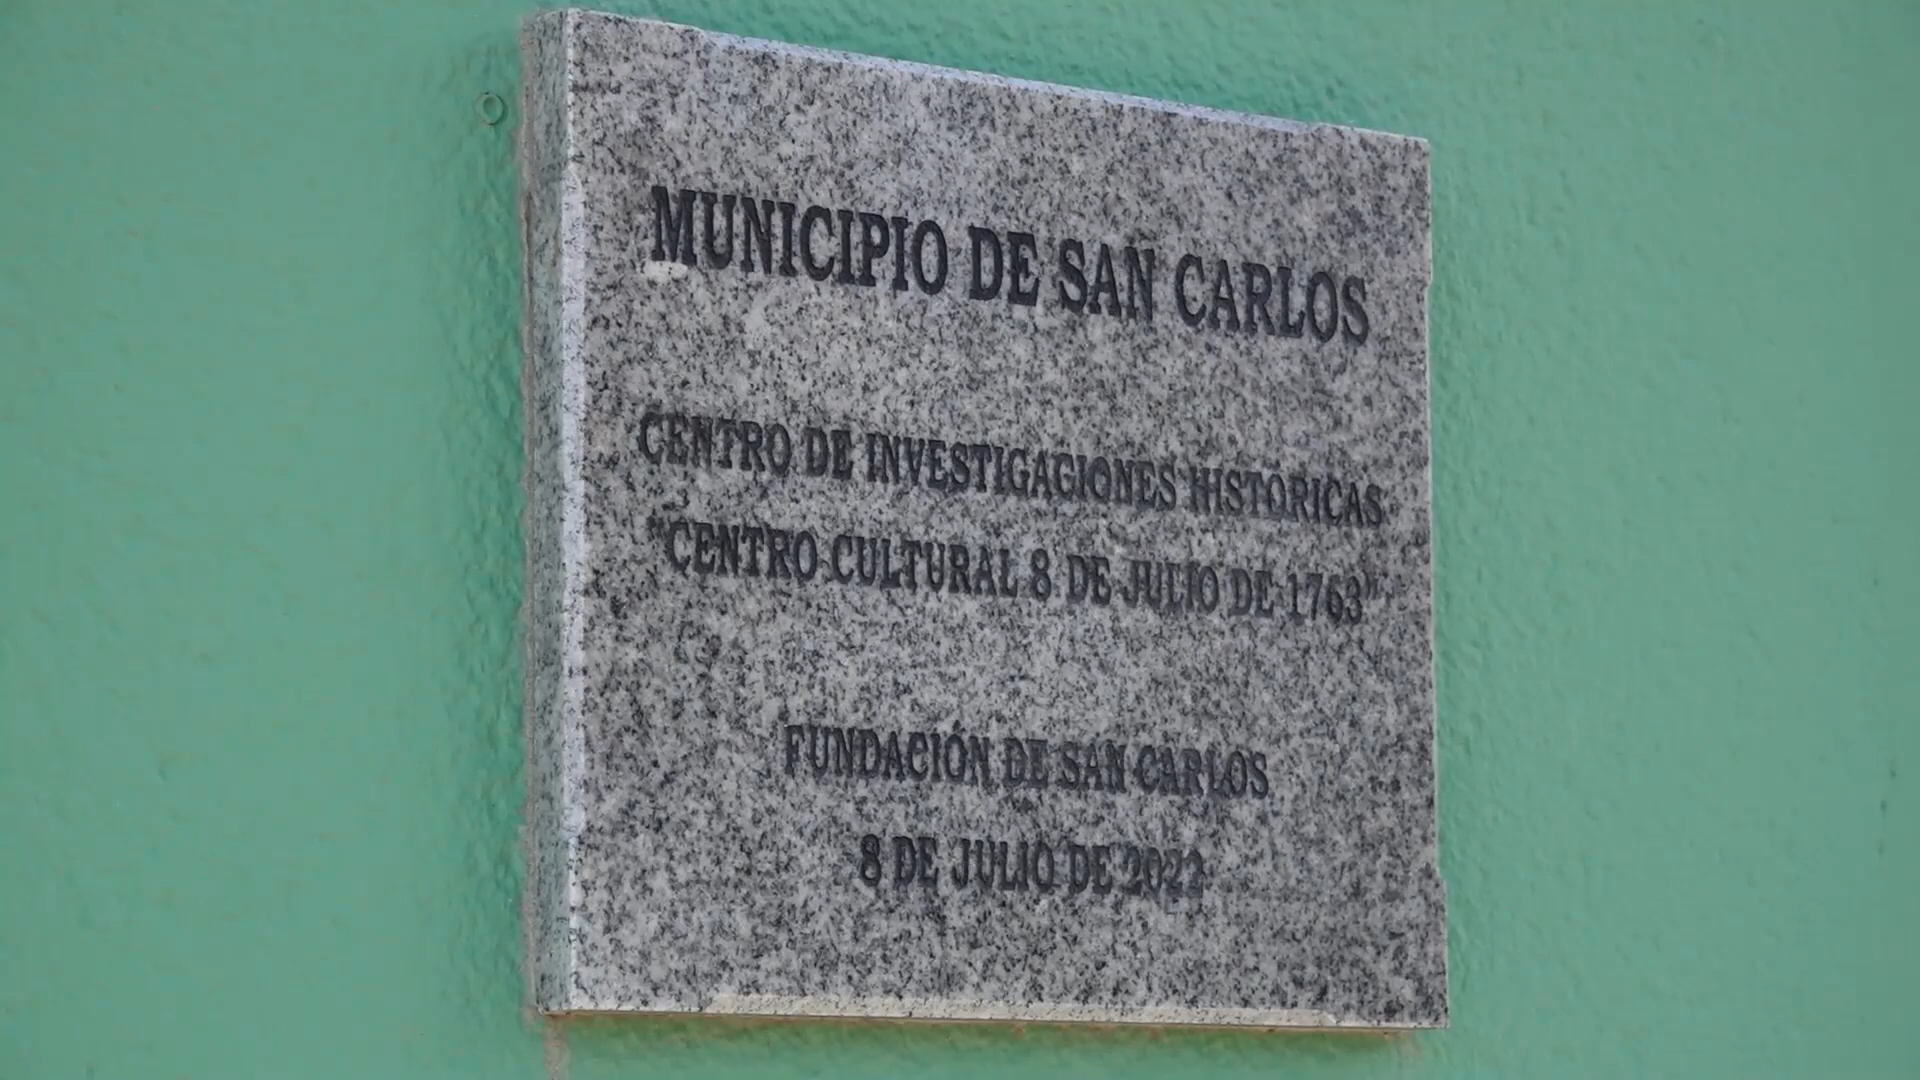 MUNICIPIO DE SAN CARLOS
CENTRO DE INVESTIGACIONES HISTÓRICAS
"CENTRO CULTURAL 8 DE JULIO DE 1763"
FUNDACIÓN DE SAN CARLOS
8 DE JULIO DE 2022